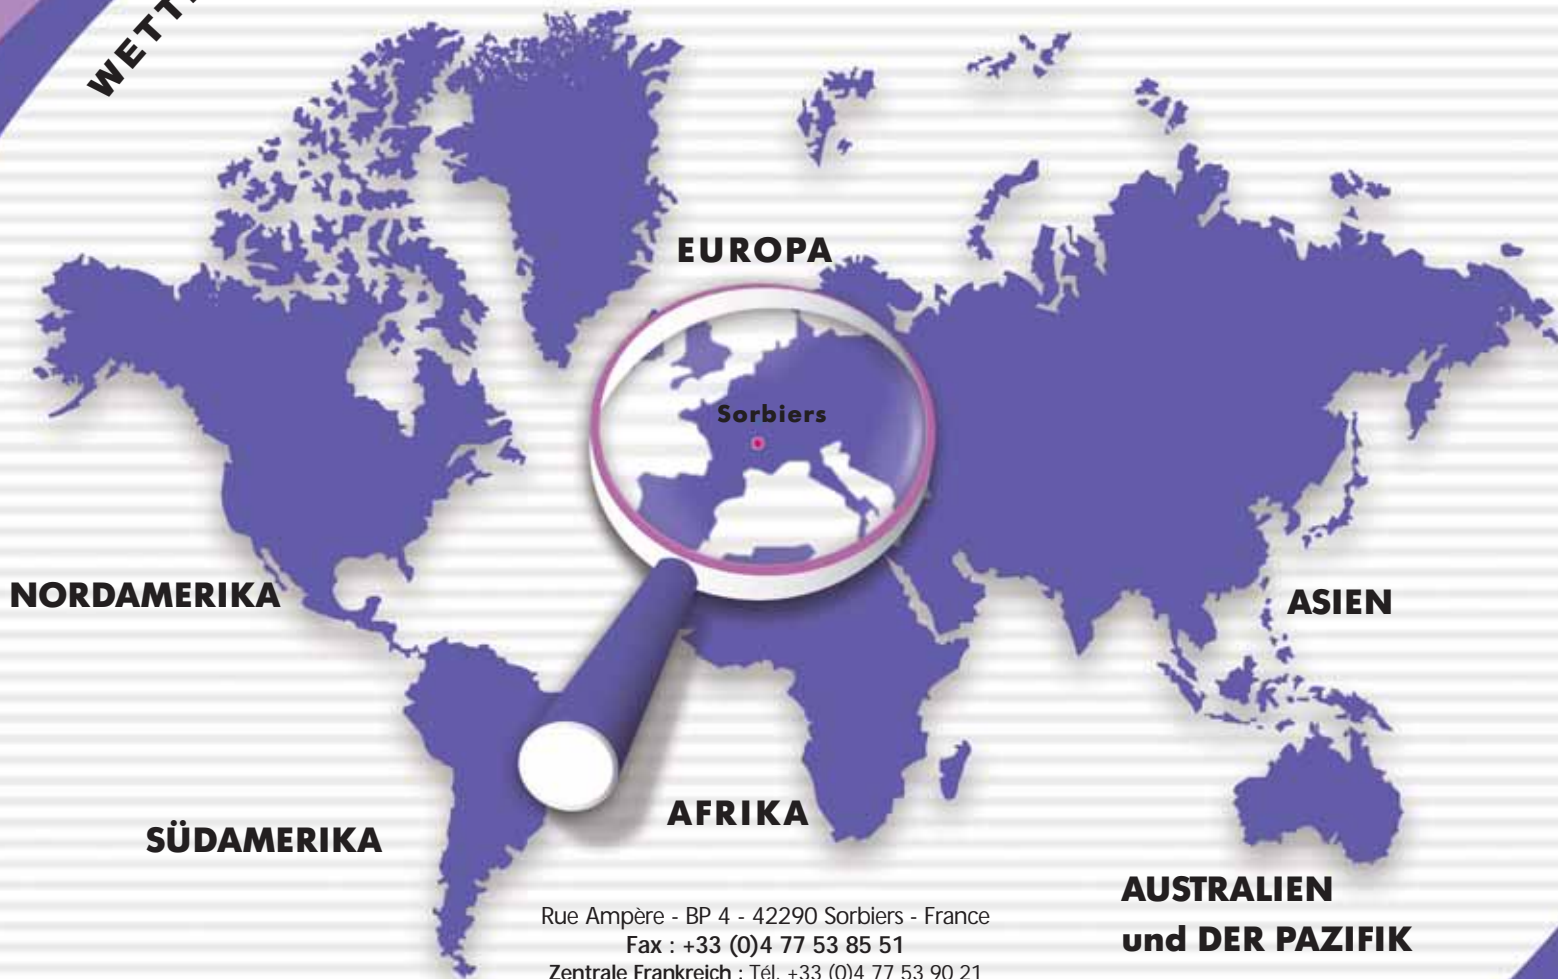 WETT
EUROPA
Sorbiers
NORDAMERIKA
ASIEN
AFRIKA
SÜDAMERIKA
AUSTRALIEN
und DER PAZIFIK
Rue Ampère - BP 4 - 42290 Sorbiers - France
Fax : +33 (0)4 77 53 85 51
Zentrale Frankreich : Tél. +33 (0)4 77 53 90 21